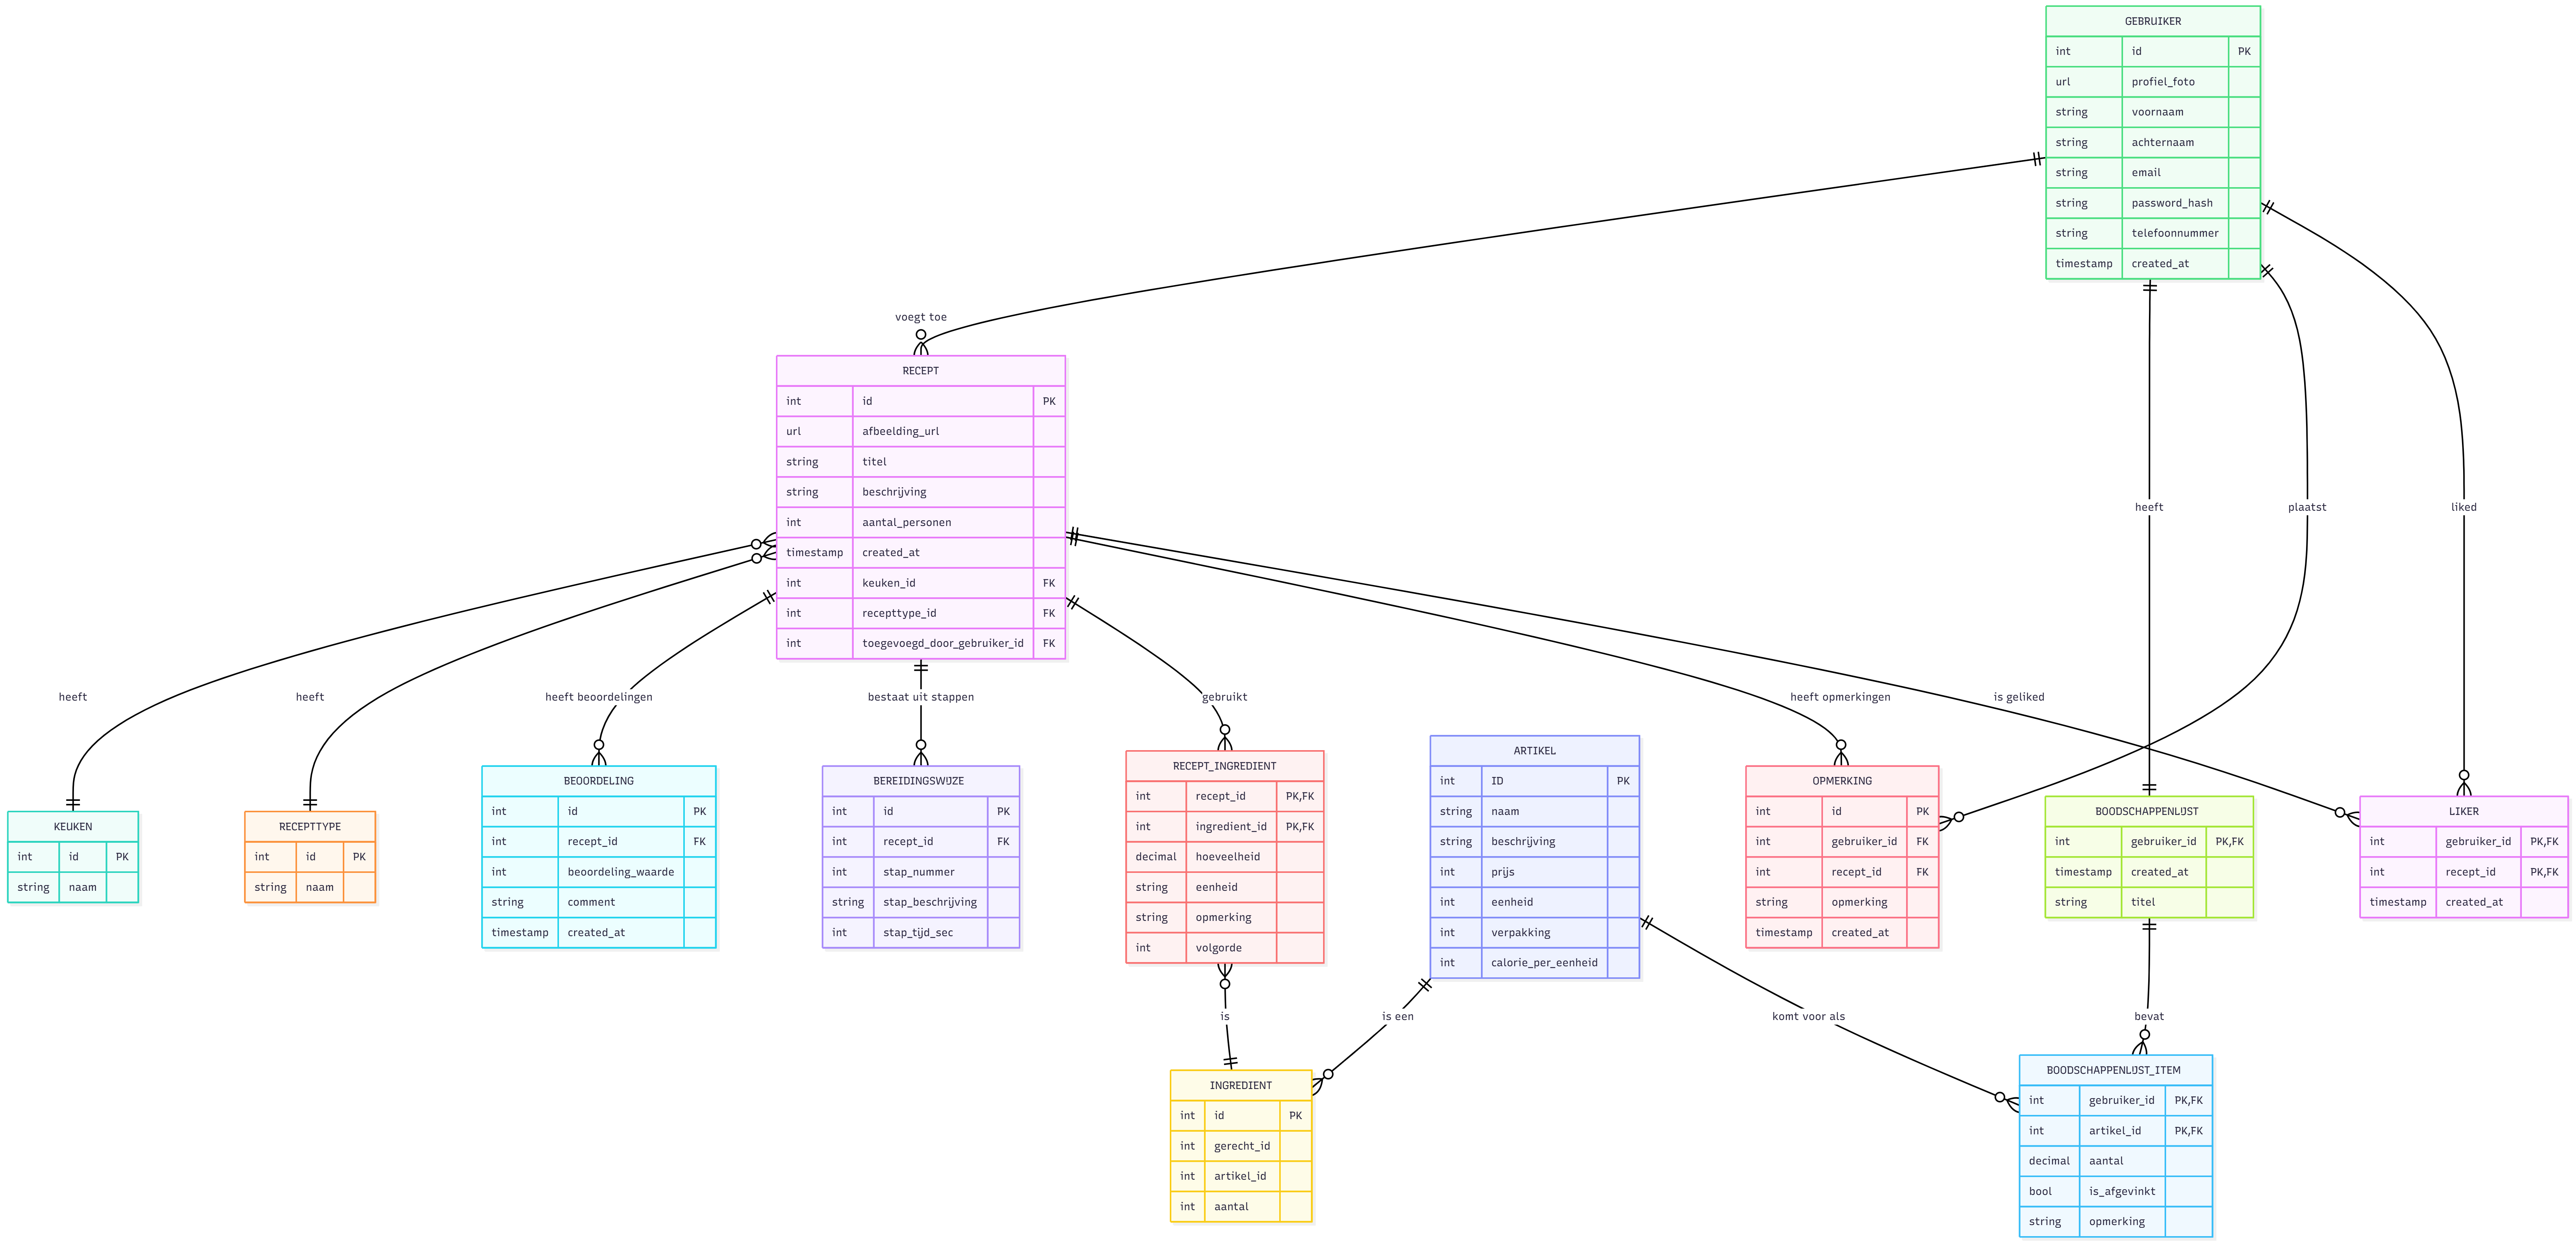 GEBRUIKER
int id PK
url profiel_foto
string voornaam
string achternaam
string email
string password_hash
string telefoonnummer
timestamp created_at
voegt toe
RECEPT
int id PK
url afbeelding_url
string titel
string beschrijving
int aantal_personen
timestamp created_at
int keuken_id FK
int recepttype_id FK
int toegevoegd_door_gebruiker_id FK
heeft
plaatst
liked
heeft
heeft
heeft beoordelingen
bestaat uit stappen
gebruikt
heeft opmerkingen
is geliked
KEUKEN
int id PK
string naam
RECEPTTYPE
int id PK
string naam
BEOORDELING
int id PK
int recept_id FK
int beoordeling_waarde
string comment
timestamp created_at
BEREIDINGSWIJZE
int id PK
int recept_id FK
int stap_nummer
string stap_beschrijving
int stap_tijd_sec
RECEPT_INGREDIENT
int recept_id PK,FK
int ingredient_id PK,FK
decimal hoeveelheid
string eenheid
string opmerking
int volgorde
ARTIKEL
int ID PK
string naam
string beschrijving
int prijs
int eenheid
int verpakking
int calorie_per_eenheid
OPMERKING
int id PK
int gebruiker_id FK
int recept_id FK
string opmerking
timestamp created_at
BOODSCHAPPENLIJST
int gebruiker_id PK,FK
timestamp created_at
string titel
LIKER
int gebruiker_id PK,FK
int recept_id PK,FK
timestamp created_at
is
is een
komt voor als
bevat
INGREDIENT
int id PK
int gerecht_id
int artikel_id
int aantal
BOODSCHAPPENLIJST_ITEM
int gebruiker_id PK,FK
int artikel_id PK,FK
decimal aantal
bool is_afgevinkt
string opmerking